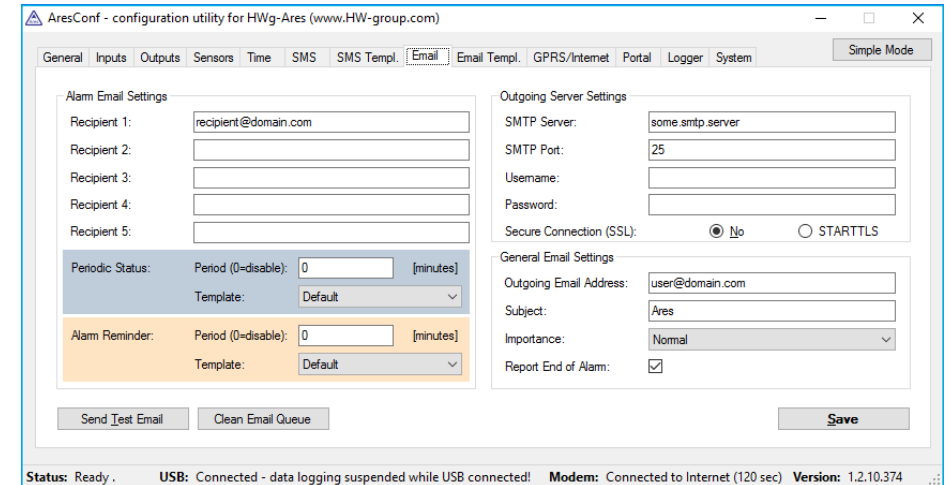 AresConf - configuration utility for HWg-Ares (www.HW-group.com)
Simple Mode
General Inputs Outputs Sensors Time SMS SMS Templ. Email Email Templ. GPRS/Internet Portal Logger System
Alarm Email Settings
Recipient 1: recipient@domain.com
Recipient 2:
Recipient 3:
Recipient 4:
Recipient 5:
Periodic Status: Period (0=disable): 0 [minutes]
Template: Default
Alarm Reminder: Period (0=disable): 0 [minutes]
Template: Default
Outgoing Server Settings
SMTP Server: some.smtp.server
SMTP Port: 25
Username:
Password:
Secure Connection (SSL): No STARTTLS
General Email Settings
Outgoing Email Address: user@domain.com
Subject: Ares
Importance: Normal
Report End of Alarm:
Send Test Email Clean Email Queue Save
Status: Ready . USB: Connected - data logging suspended while USB connected! Modem: Connected to Internet (120 sec) Version: 1.2.10.374